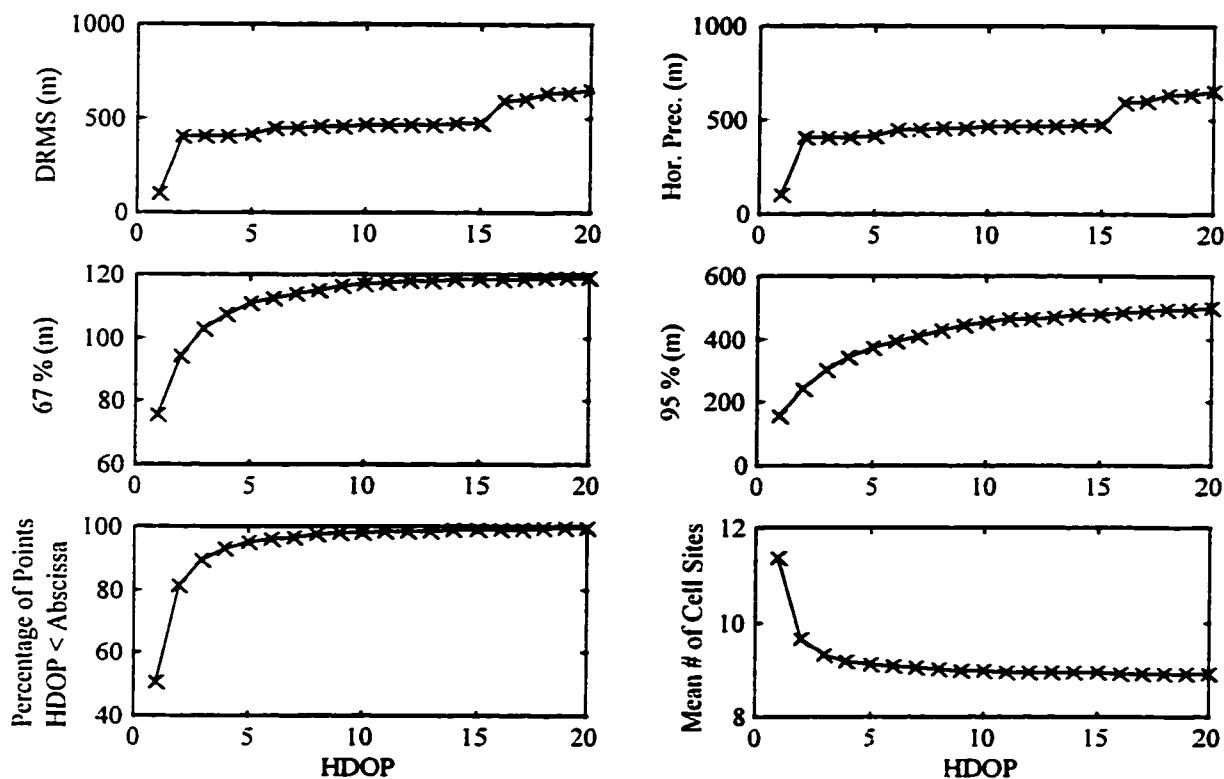 1000
500
0
DRMS (m)
0 5 10 15 20
1000
500
0
Hor. Prec. (m)
0 5 10 15 20
120
100
80
60
67 % (m)
0 5 10 15 20
600
400
200
0
95 % (m)
0 5 10 15 20
100
80
60
40
Percentage of Points
HDOP < Abscissa
0 5 10 15 20
HDOP
12
10
8
Mean # of Cell Sites
0 5 10 15 20
HDOP